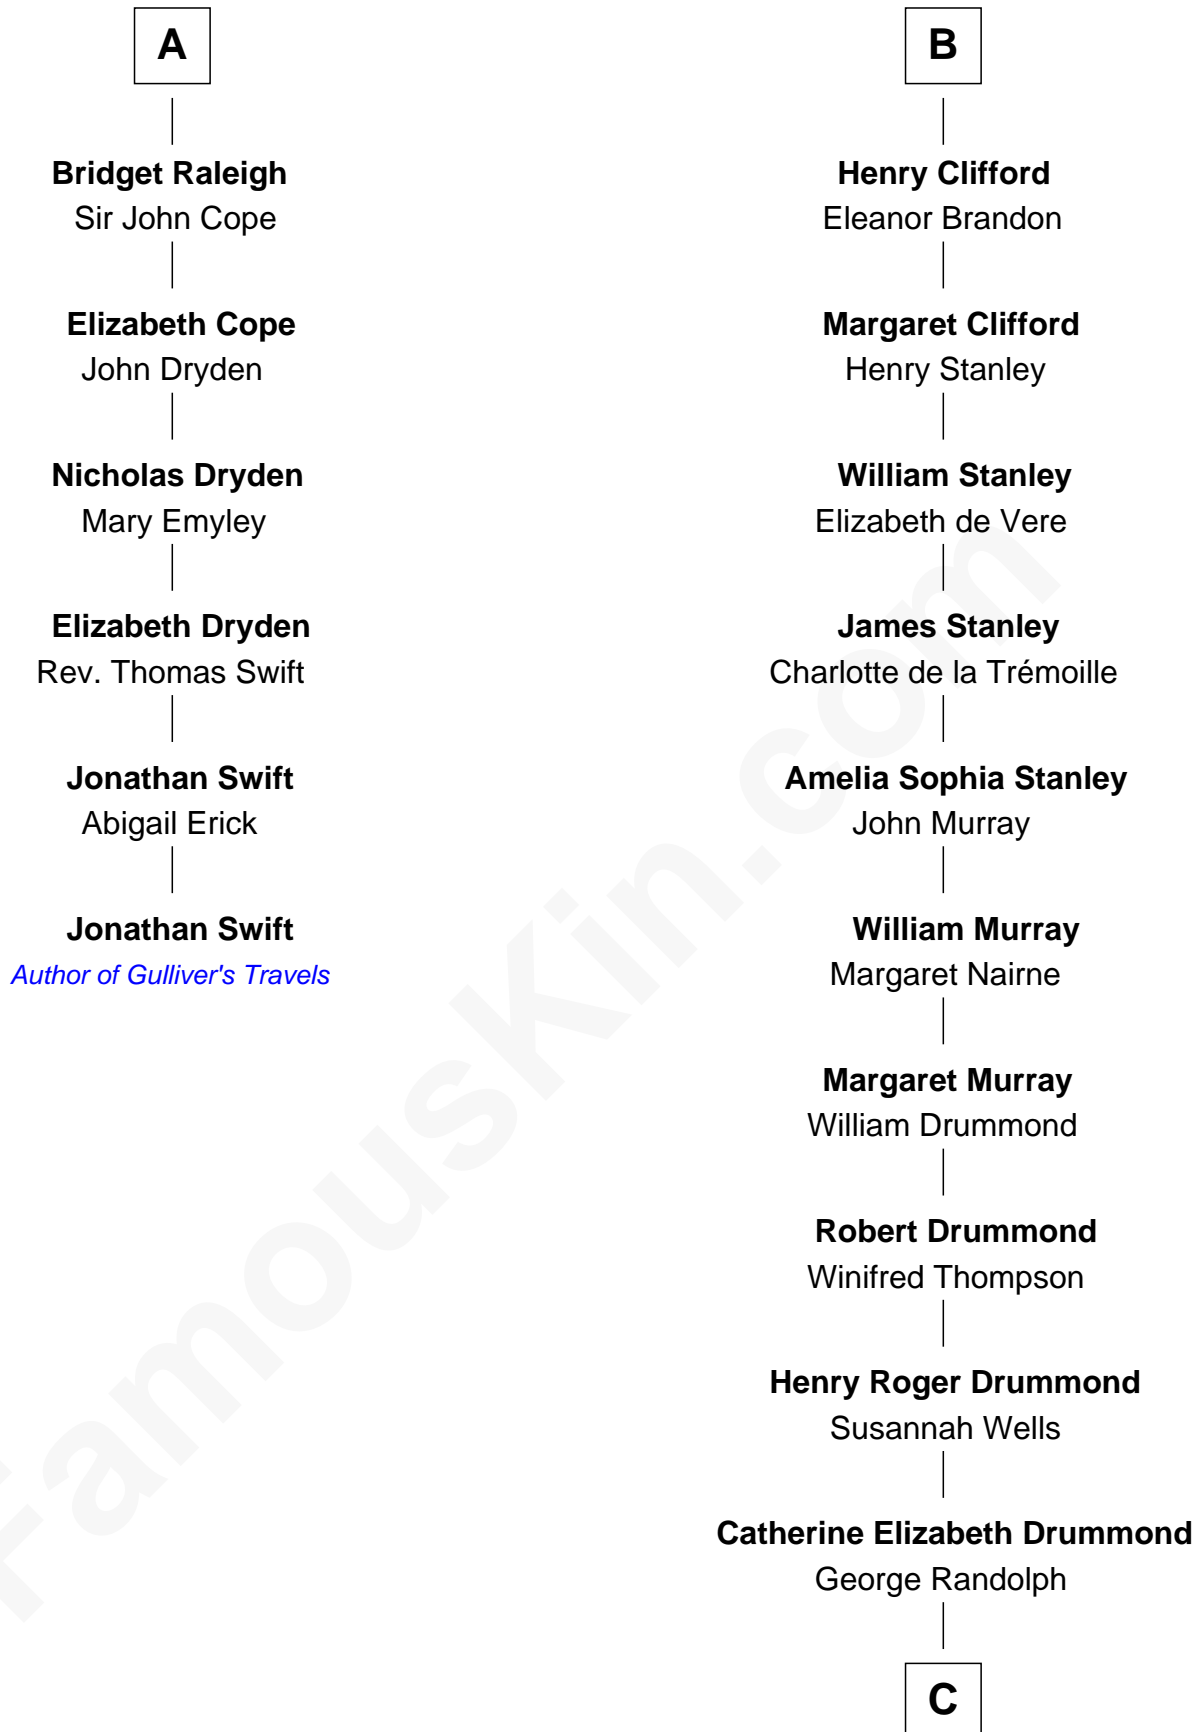 A
Bridget Raleigh
Sir John Cope
Elizabeth Cope
John Dryden
Nicholas Dryden
Mary Emyley
Elizabeth Dryden
Rev. Thomas Swift
Jonathan Swift
Abigail Erick
Jonathan Swift
Author of Gulliver's Travels
B
Henry Clifford
Eleanor Brandon
Margaret Clifford
Henry Stanley
William Stanley
Elizabeth de Vere
James Stanley
Charlotte de la Trémoille
Amelia Sophia Stanley
John Murray
William Murray
Margaret Nairne
Margaret Murray
William Drummond
Robert Drummond
Winifred Thompson
Henry Roger Drummond
Susannah Wells
Catherine Elizabeth Drummond
George Randolph
C
FamousKin.com